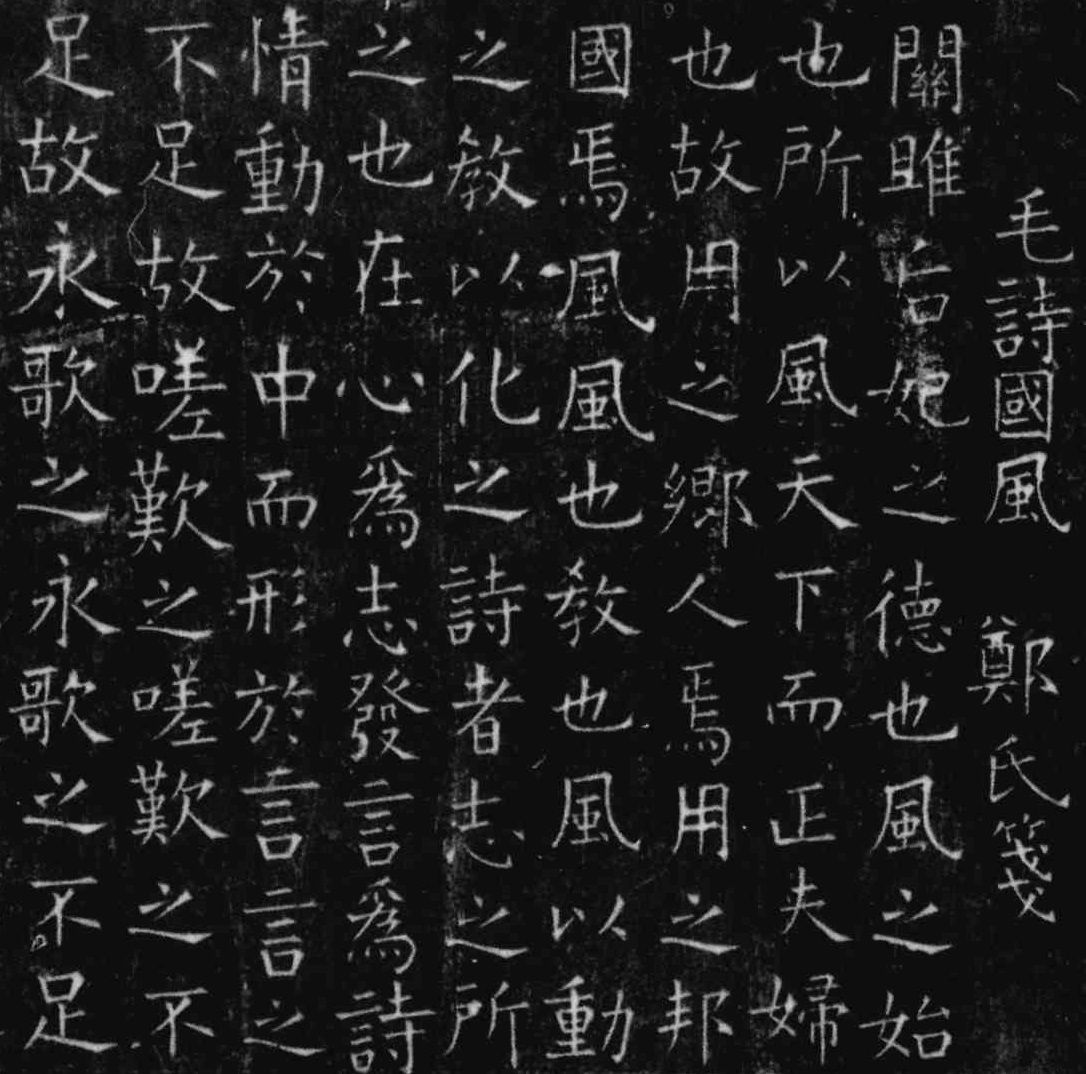 毛詩國風 鄭氏箋
關雎后妃之德也風之始
也所以風天下而正夫婦
也故用之鄉人焉用之邦
國焉風風也教也風以動
之教以化之詩者志之所
之也在心爲志發言爲詩
情動於中而形於言言之
不足故嗟歎之嗟歎之不
足故永歌之永歌之不足